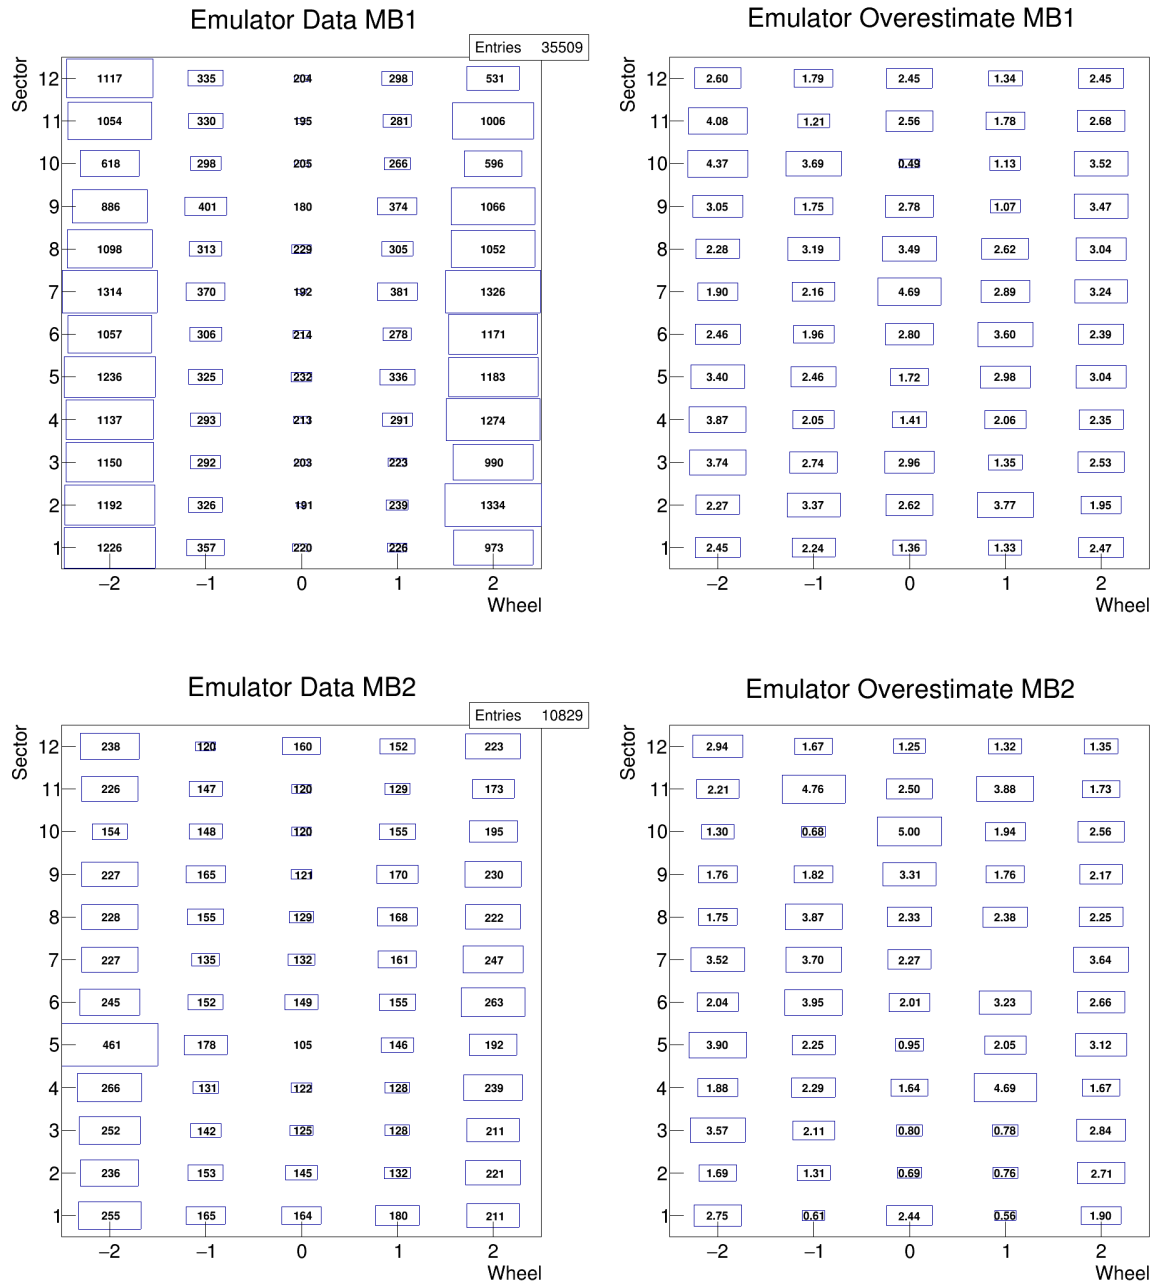 Emulator Data MB1
Entries 35509
Sector
12 1117 335 204 298 531
11 1054 330 195 281 1006
10 618 298 205 266 596
9 886 401 180 374 1066
8 1098 313 229 305 1052
7 1314 370 192 381 1326
6 1057 306 214 278 1171
5 1236 325 232 336 1183
4 1137 293 213 291 1274
3 1150 292 203 223 990
2 1192 326 191 239 1334
1 1226 357 220 226 973
−2 −1 0 1 2
Wheel
Emulator Overestimate MB1
Sector
12 2.60 1.79 2.45 1.34 2.45
11 4.08 1.21 2.56 1.78 2.68
10 4.37 3.69 0.49 1.13 3.52
9 3.05 1.75 2.78 1.07 3.47
8 2.28 3.19 3.49 2.62 3.04
7 1.90 2.16 4.69 2.89 3.24
6 2.46 1.96 2.80 3.60 2.39
5 3.40 2.46 1.72 2.98 3.04
4 3.87 2.05 1.41 2.06 2.35
3 3.74 2.74 2.96 1.35 2.53
2 2.27 3.37 2.62 3.77 1.95
1 2.45 2.24 1.36 1.33 2.47
−2 −1 0 1 2
Wheel
Emulator Data MB2
Entries 10829
Sector
12 238 120 160 152 223
11 226 147 120 129 173
10 154 148 120 155 195
9 227 165 121 170 230
8 228 155 129 168 222
7 227 135 132 161 247
6 245 152 149 155 263
5 461 178 105 146 192
4 266 131 122 128 239
3 252 142 125 128 211
2 236 153 145 132 221
1 255 165 164 180 211
−2 −1 0 1 2
Wheel
Emulator Overestimate MB2
Sector
12 2.94 1.67 1.25 1.32 1.35
11 2.21 4.76 2.50 3.88 1.73
10 1.30 0.68 5.00 1.94 2.56
9 1.76 1.82 3.31 1.76 2.17
8 1.75 3.87 2.33 2.38 2.25
7 3.52 3.70 2.27 3.64
6 2.04 3.95 2.01 3.23 2.66
5 3.90 2.25 0.95 2.05 3.12
4 1.88 2.29 1.64 4.69 1.67
3 3.57 2.11 0.80 0.78 2.84
2 1.69 1.31 0.69 0.76 2.71
1 2.75 0.61 2.44 0.56 1.90
−2 −1 0 1 2
Wheel